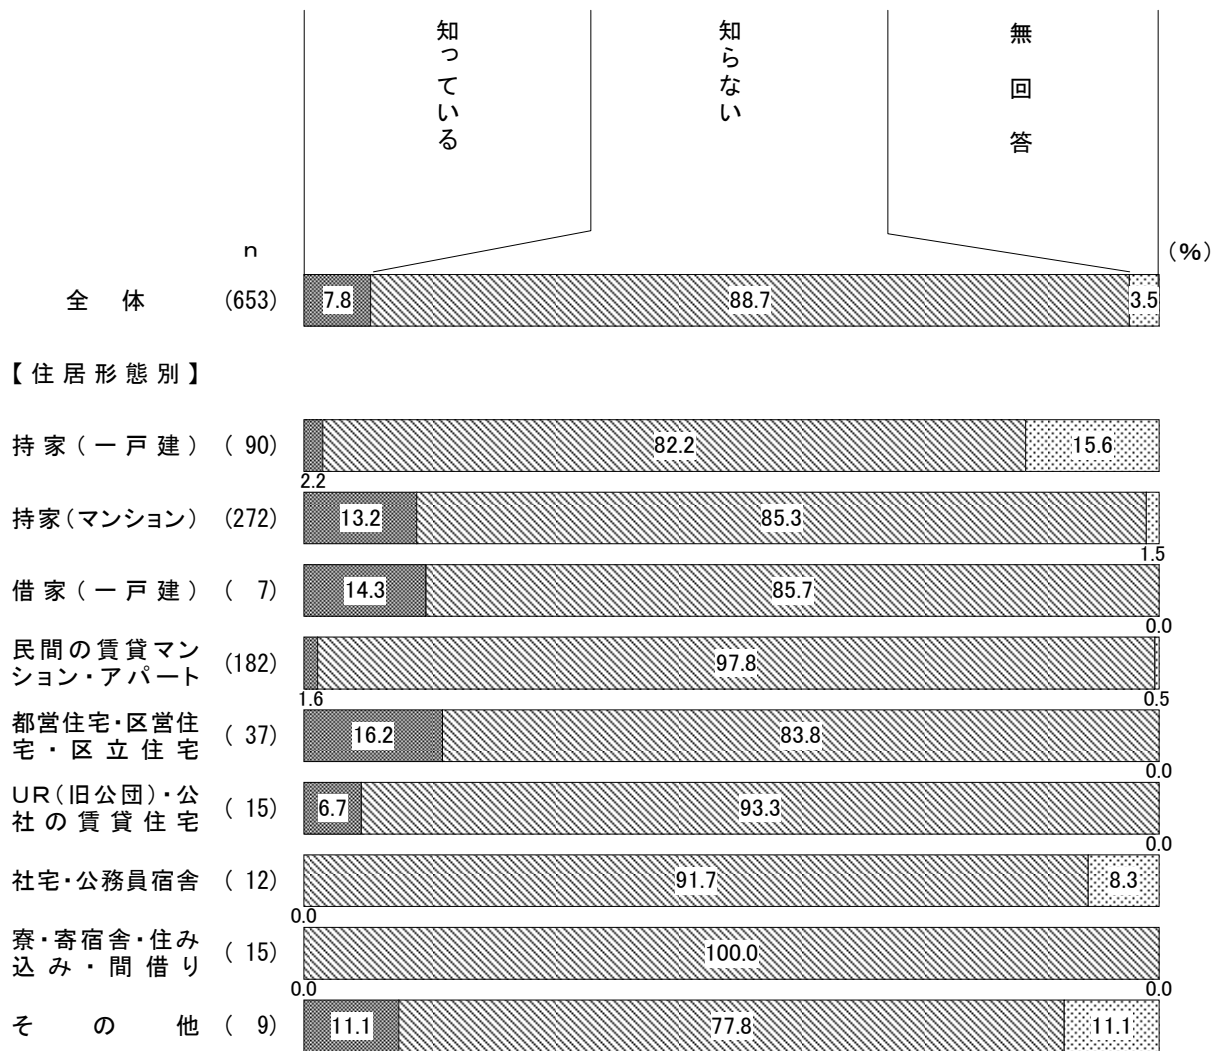 知っている
知らない
無回答
n
(%)
全体 (653) 7.8 88.7 3.5
【住居形態別】
持家(一戸建) ( 90) 82.2 15.6
2.2
持家(マンション) (272) 13.2 85.3
1.5
借家(一戸建) ( 7) 14.3 85.7
0.0
民間の賃貸マン
ション・アパート (182) 97.8
1.6 0.5
都営住宅・区営住
宅・区立住宅 ( 37) 16.2 83.8
0.0
UR(旧公団)・公
社の賃貸住宅 ( 15) 6.7 93.3
0.0
社宅・公務員宿舎 ( 12) 91.7 8.3
0.0
寮・寄宿舎・住み
込み・間借り ( 15) 100.0
0.0 0.0
その他 ( 9) 11.1 77.8 11.1